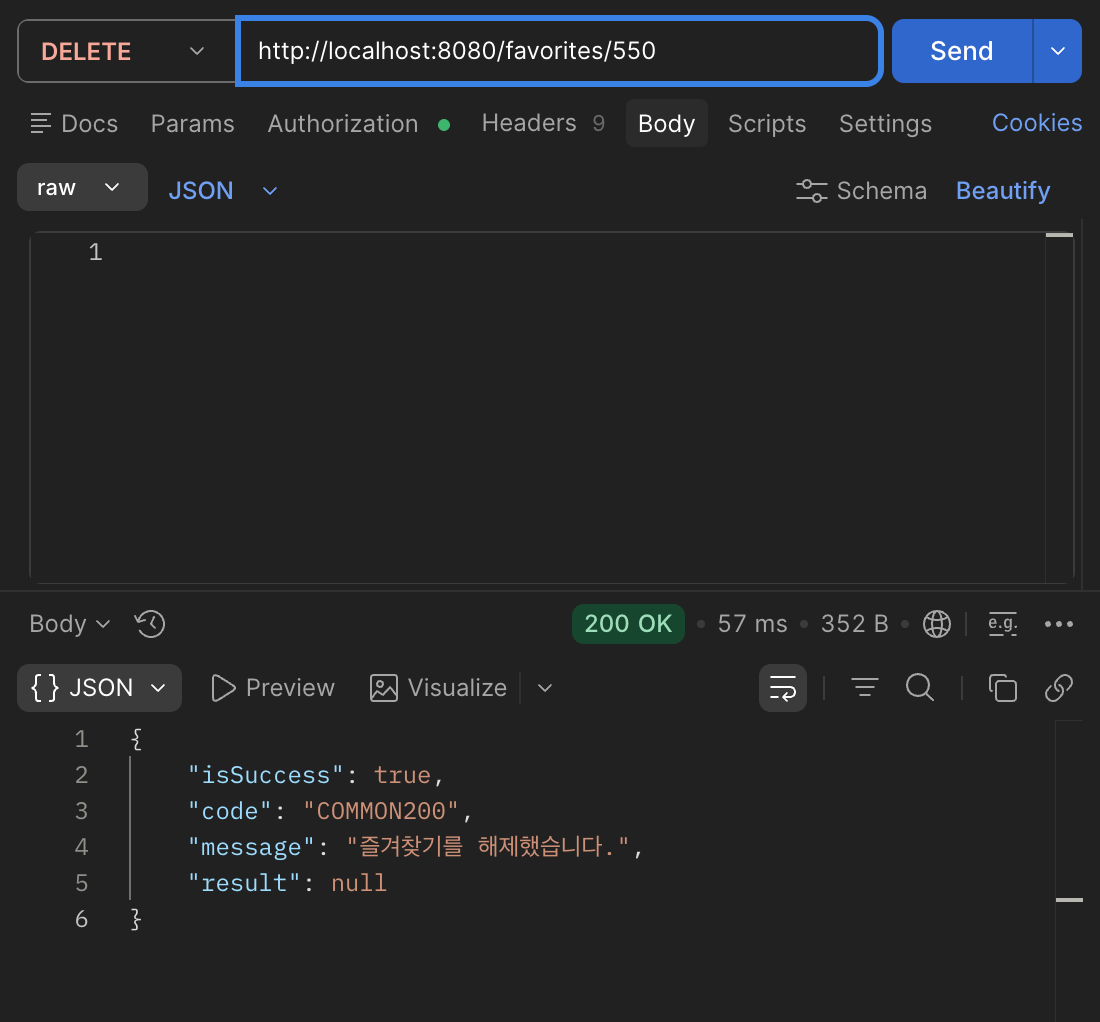 DELETE http://localhost:8080/favorites/550 Send
Docs Params Authorization Headers 9 Body Scripts Settings Cookies
raw JSON Schema Beautify
1
Body 200 OK 57 ms 352 B e.g.
{} JSON Preview Visualize
1 {
2 "isSuccess": true,
3 "code": "COMMON200",
4 "message": "즐겨찾기를 해제했습니다.",
5 "result": null
6 }